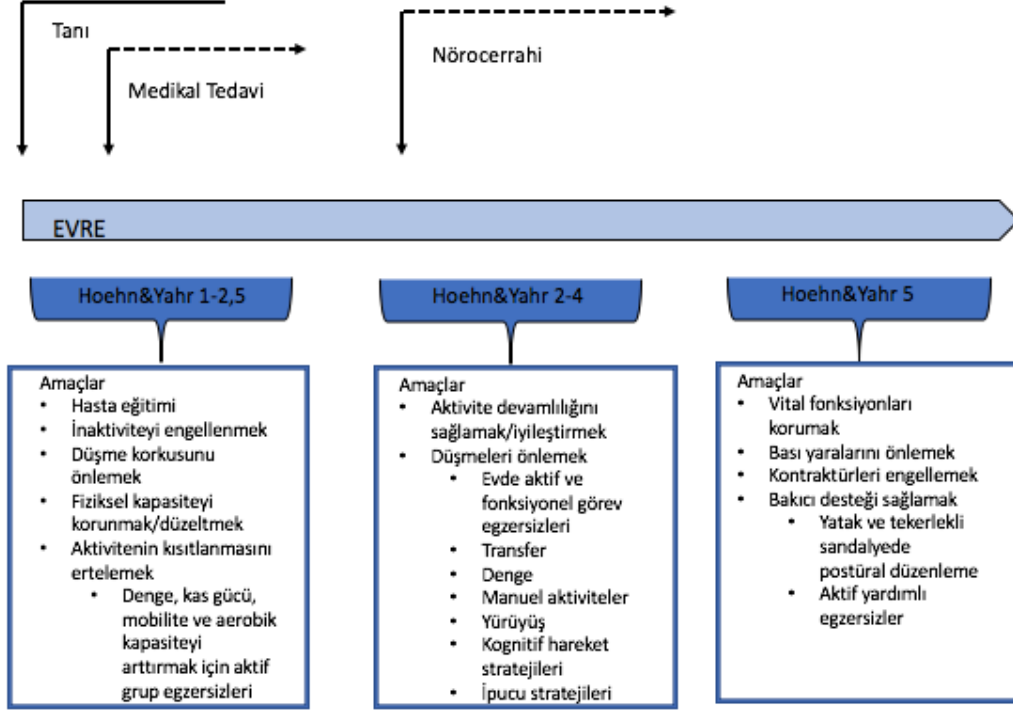 Tanı
Medikal Tedavi
Nörocerrahi
EVRE
Hoehn&Yahr 1-2,5
Amaçlar
• Hasta eğitimi
• İnaktiviteyi engellenmek
• Düşme korkusunu
önlemek
• Fiziksel kapasiteyi
korunmak/düzeltmek
• Aktivitenin kısıtlanmasını
ertelemek
• Denge, kas gücü,
mobilite ve aerobik
kapasiteyi
arttırmak için aktif
grup egzersizleri
Hoehn&Yahr 2-4
Amaçlar
• Aktivite devamlılığını
sağlamak/iyileştirmek
• Düşmeleri önlemek
• Evde aktif ve
fonksiyonel görev
egzersizleri
• Transfer
• Denge
• Manuel aktiviteler
• Yürüyüş
• Kognitif hareket
stratejileri
• İpucu stratejileri
Hoehn&Yahr 5
Amaçlar
• Vital fonksiyonları
korumak
• Bası yaralarını önlemek
• Kontraktürleri engellemek
• Bakıcı desteği sağlamak
• Yatak ve tekerlekli
sandalyede
postüral düzenleme
• Aktif yardımlı
egzersizler